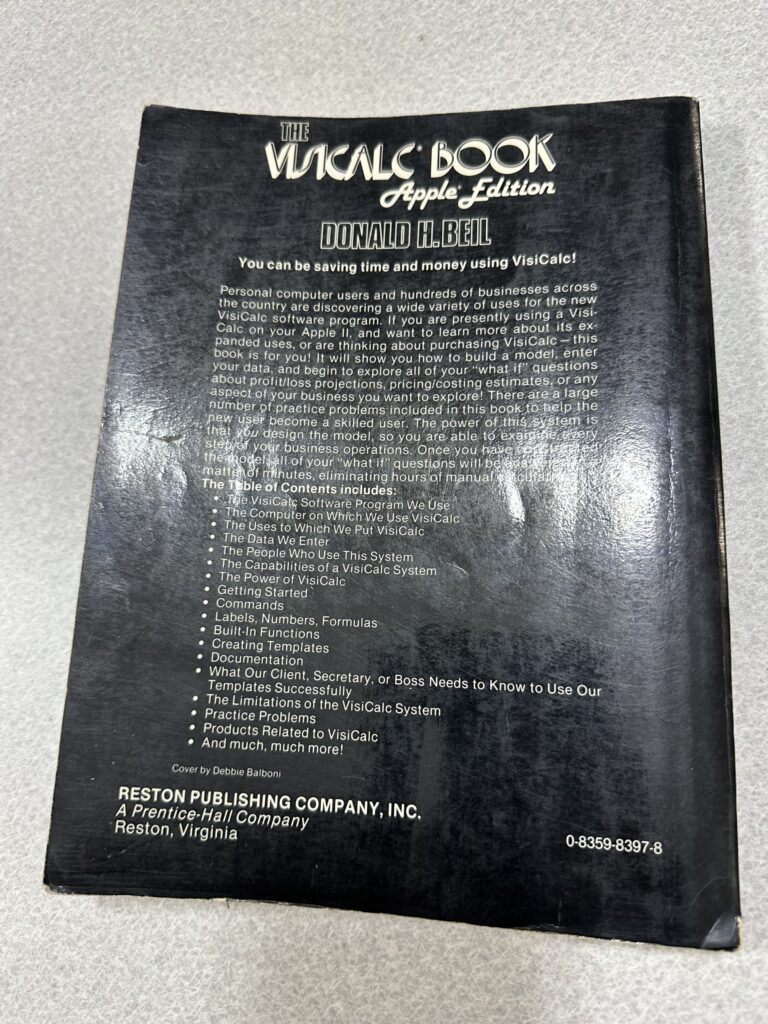 THE
VISICALC® BOOK
Apple® Edition
DONALD H. BEIL
You can be saving time and money using VisiCalc!
Personal computer users and hundreds of businesses across
the country are discovering a wide variety of uses for the new
VisiCalc software program. If you are presently using a Visi-
Calc on your Apple II, and want to learn more about its ex-
panded uses, or are thinking about purchasing VisiCalc — this
book is for you! It will show you how to build a model, enter
your data, and begin to explore all of your "what if" questions
about profit/loss projections, pricing/costing estimates, or any
aspect of your business you want to explore! There are a large
number of practice problems included in this book to help the
new user become a skilled user. The power of this system is
that you design the model, so you are able to examine every
step of your business operations. Once you have
the model, all of your "what if" questions will be
matter of minutes, eliminating hours of manual
The Table of Contents includes:
• The VisiCalc Software Program We Use
• The Computer on Which We Use VisiCalc
• The Uses to Which We Put VisiCalc
• The Data We Enter
• The People Who Use This System
• The Capabilities of a VisiCalc System
• The Power of VisiCalc
• Getting Started
• Commands
• Labels, Numbers, Formulas
• Built-In Functions
• Creating Templates
• Documentation
• What Our Client, Secretary, or Boss Needs to Know to Use Our
Templates Successfully
• The Limitations of the VisiCalc System
• Practice Problems
• Products Related to VisiCalc
• And much, much more!
Cover by Debbie Balboni
RESTON PUBLISHING COMPANY, INC.
A Prentice-Hall Company
Reston, Virginia
0-8359-8397-8